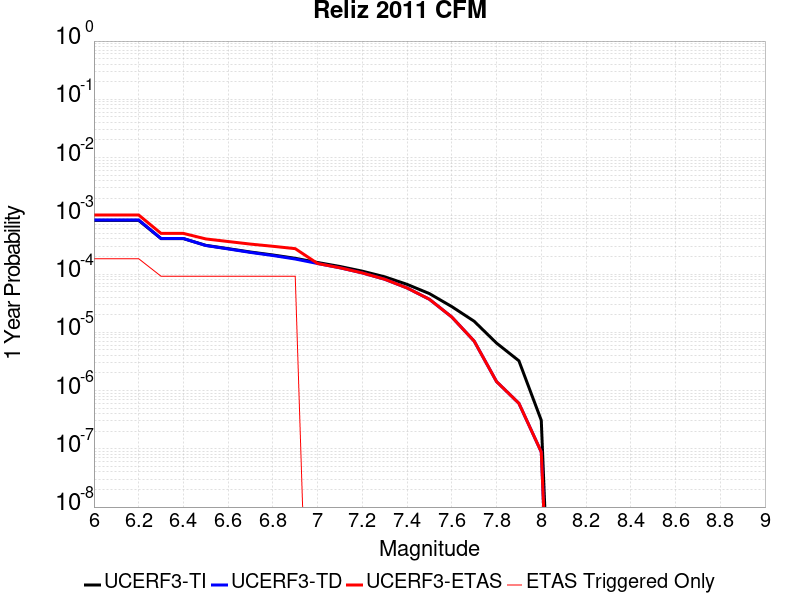 Reliz 2011 CFM
10^0
10^-1
10^-2
10^-3
10^-4
10^-5
10^-6
10^-7
10^-8
1 Year Probability
6 6.2 6.4 6.6 6.8 7 7.2 7.4 7.6 7.8 8 8.2 8.4 8.6 8.8 9
Magnitude
UCERF3-TI UCERF3-TD UCERF3-ETAS ETAS Triggered Only